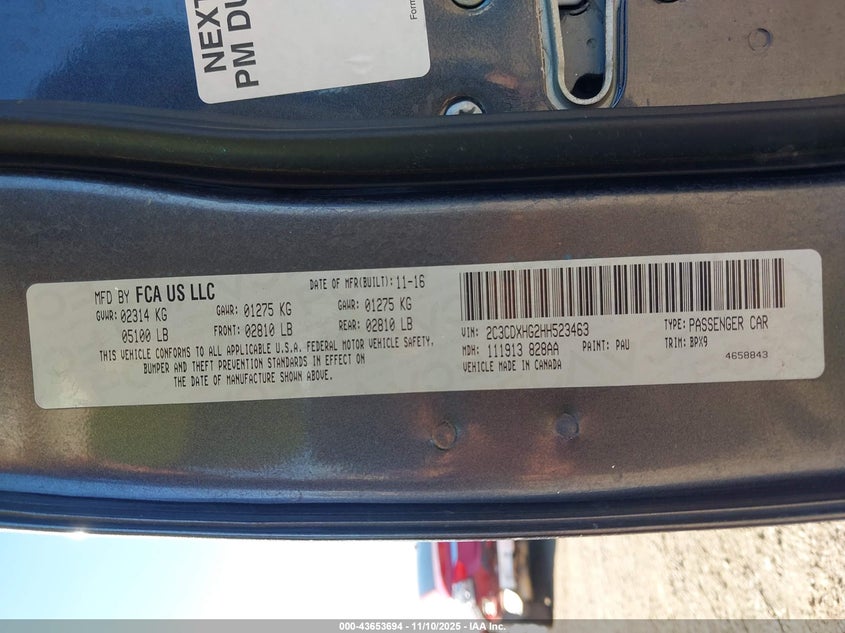 NEXT
PM DU
Form
MFD BY FCA US LLC
DATE OF MFR(BUILT): 11-16
GVWR: 02314 KG GAWR: 01275 KG GAWR: 01275 KG
05100 LB FRONT: 02810 LB REAR: 02810 LB
THIS VEHICLE CONFORMS TO ALL APPLICABLE U.S.A. FEDERAL MOTOR VEHICLE SAFETY,
BUMPER AND THEFT PREVENTION STANDARDS IN EFFECT ON
THE DATE OF MANUFACTURE SHOWN ABOVE.
VIN: 2C3CDXHG2HH523463 TYPE: PASSENGER CAR
MDH: 111913 828AA PAINT: PAU TRIM: BPX9
VEHICLE MADE IN CANADA 4658843
000-43653694 — 11/10/2025 — IAA Inc.